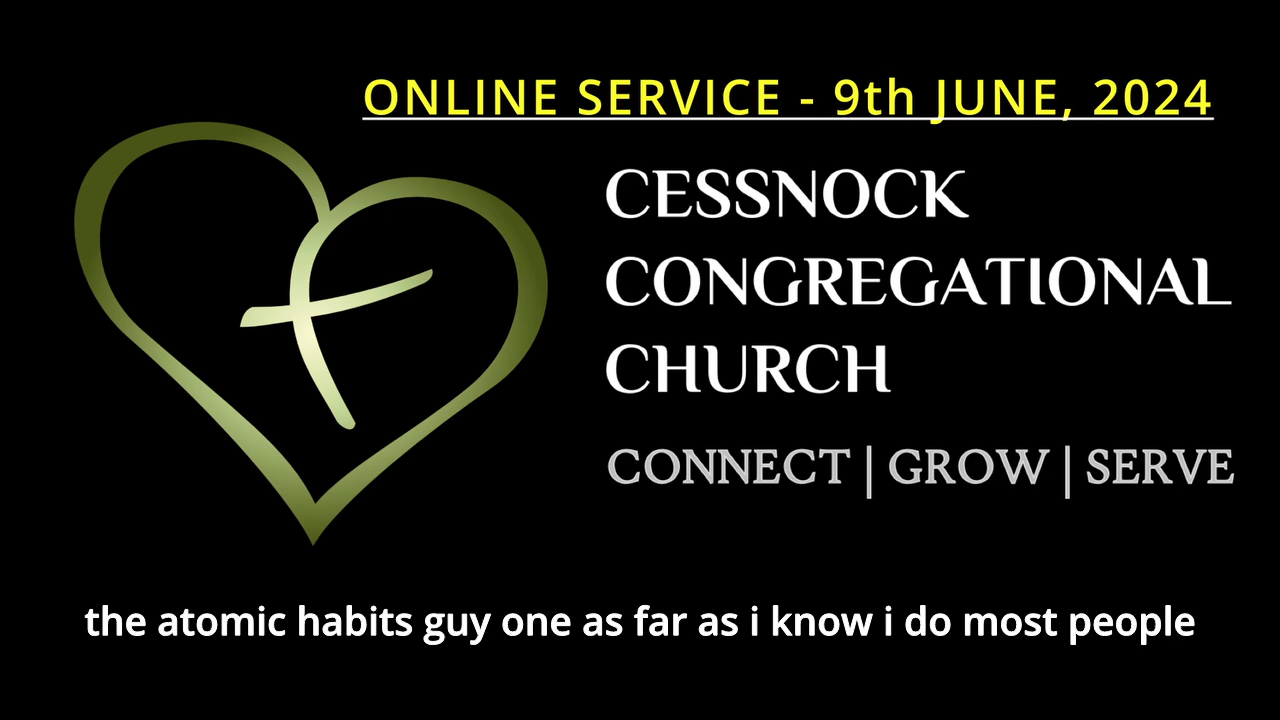 ONLINE SERVICE - 9th JUNE, 2024
CESSNOCK
CONGREGATIONAL
CHURCH
CONNECT | GROW | SERVE
the atomic habits guy one as far as i know i do most people